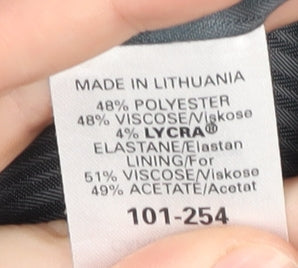 MADE IN LITHUANIA
48% POLYESTER
48% VISCOSE/Viskose
4% LYCRA®
ELASTANE/Elastan
LINING/For
51% VISCOSE/Viskose
49% ACETATE/Acetat
101-254